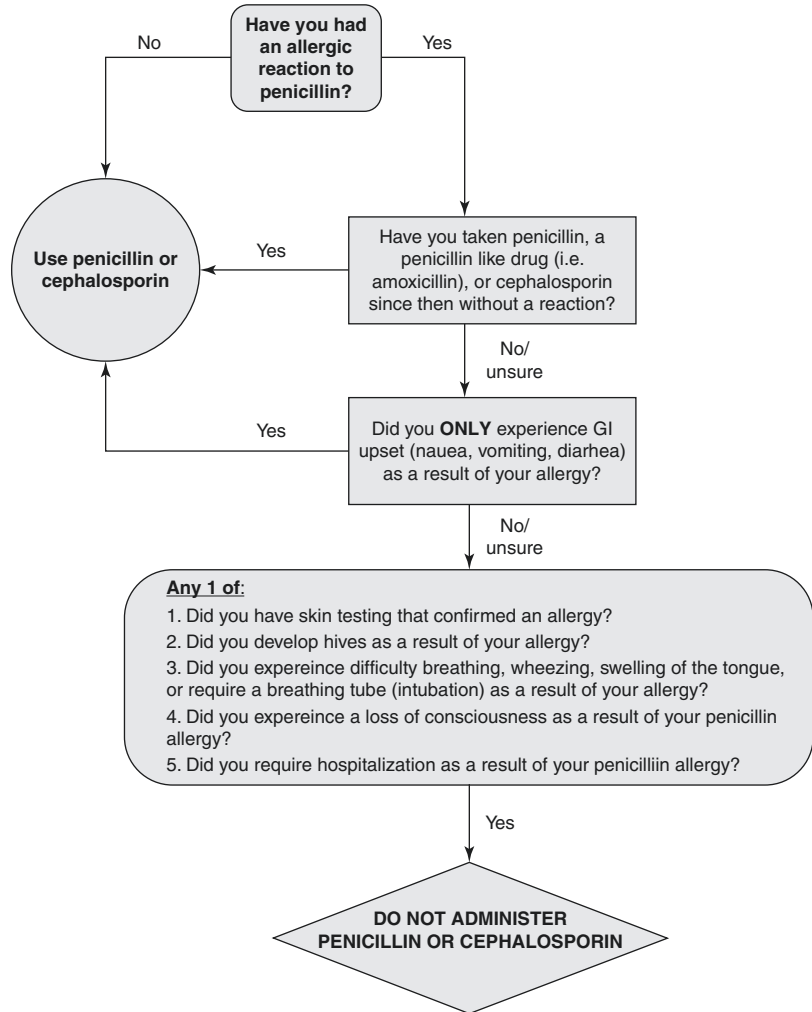 Have you had
an allergic
reaction to
penicillin?
No
Yes
Use penicillin or
cephalosporin
Yes
Have you taken penicillin, a
penicillin like drug (i.e.
amoxicillin), or cephalosporin
since then without a reaction?
No/
unsure
Yes
Did you ONLY experience GI
upset (nauea, vomiting, diarhea)
as a result of your allergy?
No/
unsure
Any 1 of:
1. Did you have skin testing that confirmed an allergy?
2. Did you develop hives as a result of your allergy?
3. Did you expereince difficulty breathing, wheezing, swelling of the tongue,
or require a breathing tube (intubation) as a result of your allergy?
4. Did you expereince a loss of consciousness as a result of your penicillin
allergy?
5. Did you require hospitalization as a result of your penicilliin allergy?
Yes
DO NOT ADMINISTER
PENICILLIN OR CEPHALOSPORIN